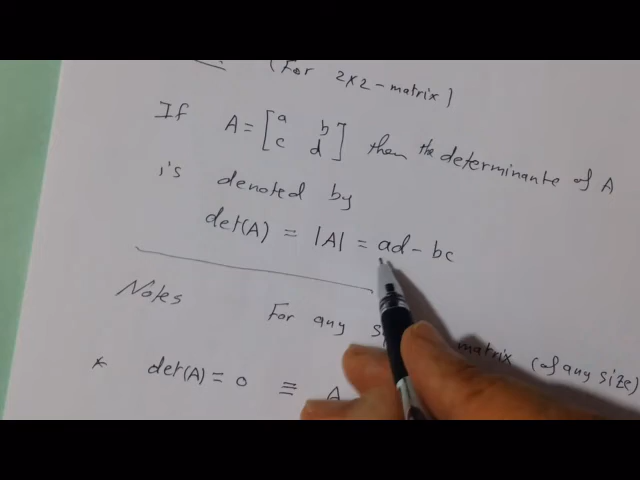 (For 2x2-matrix)
If A = [a b
c d] then the determinante of A
is denoted by
det(A) = |A| = ad - bc
Notes For any matrix (of any size)
* det(A) = 0 ≡ A